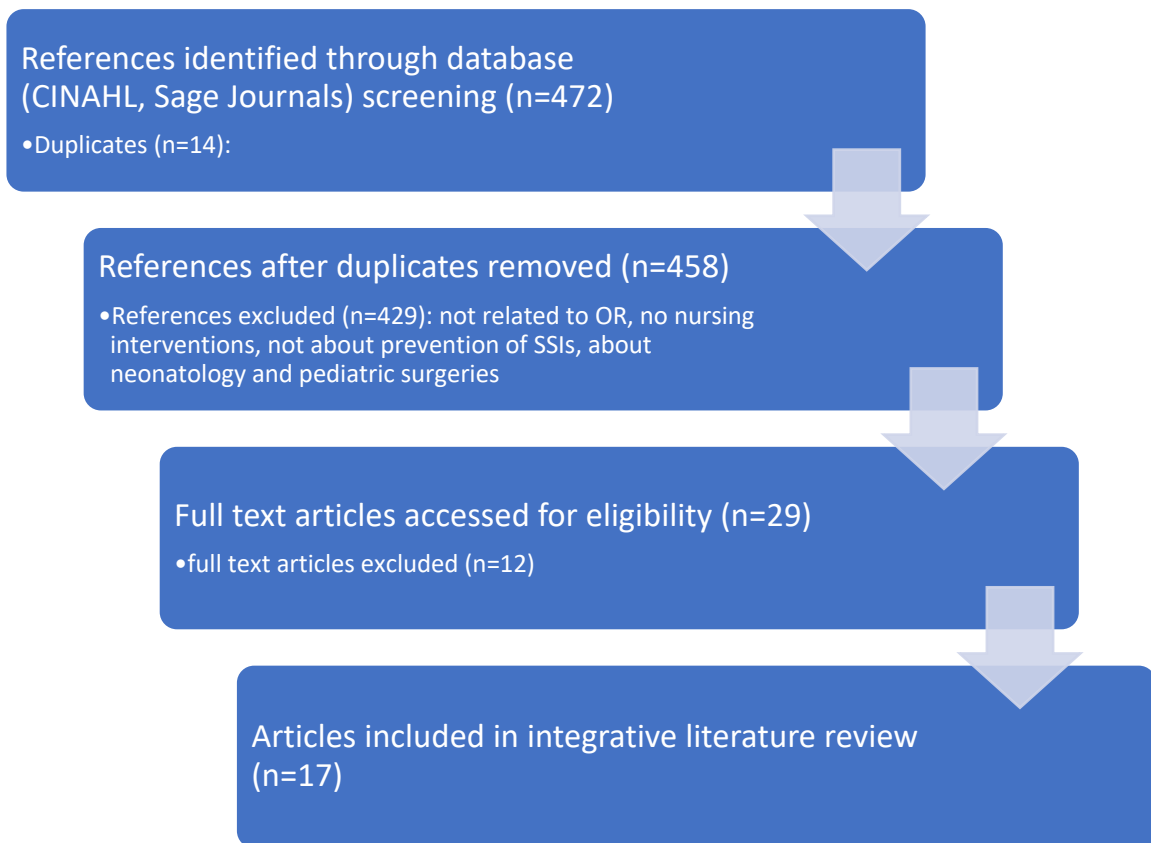 References identified through database
(CINAHL, Sage Journals) screening (n=472)
•Duplicates (n=14):
References after duplicates removed (n=458)
•References excluded (n=429): not related to OR, no nursing
interventions, not about prevention of SSIs, about
neonatology and pediatric surgeries
Full text articles accessed for eligibility (n=29)
•full text articles excluded (n=12)
Articles included in integrative literature review
(n=17)